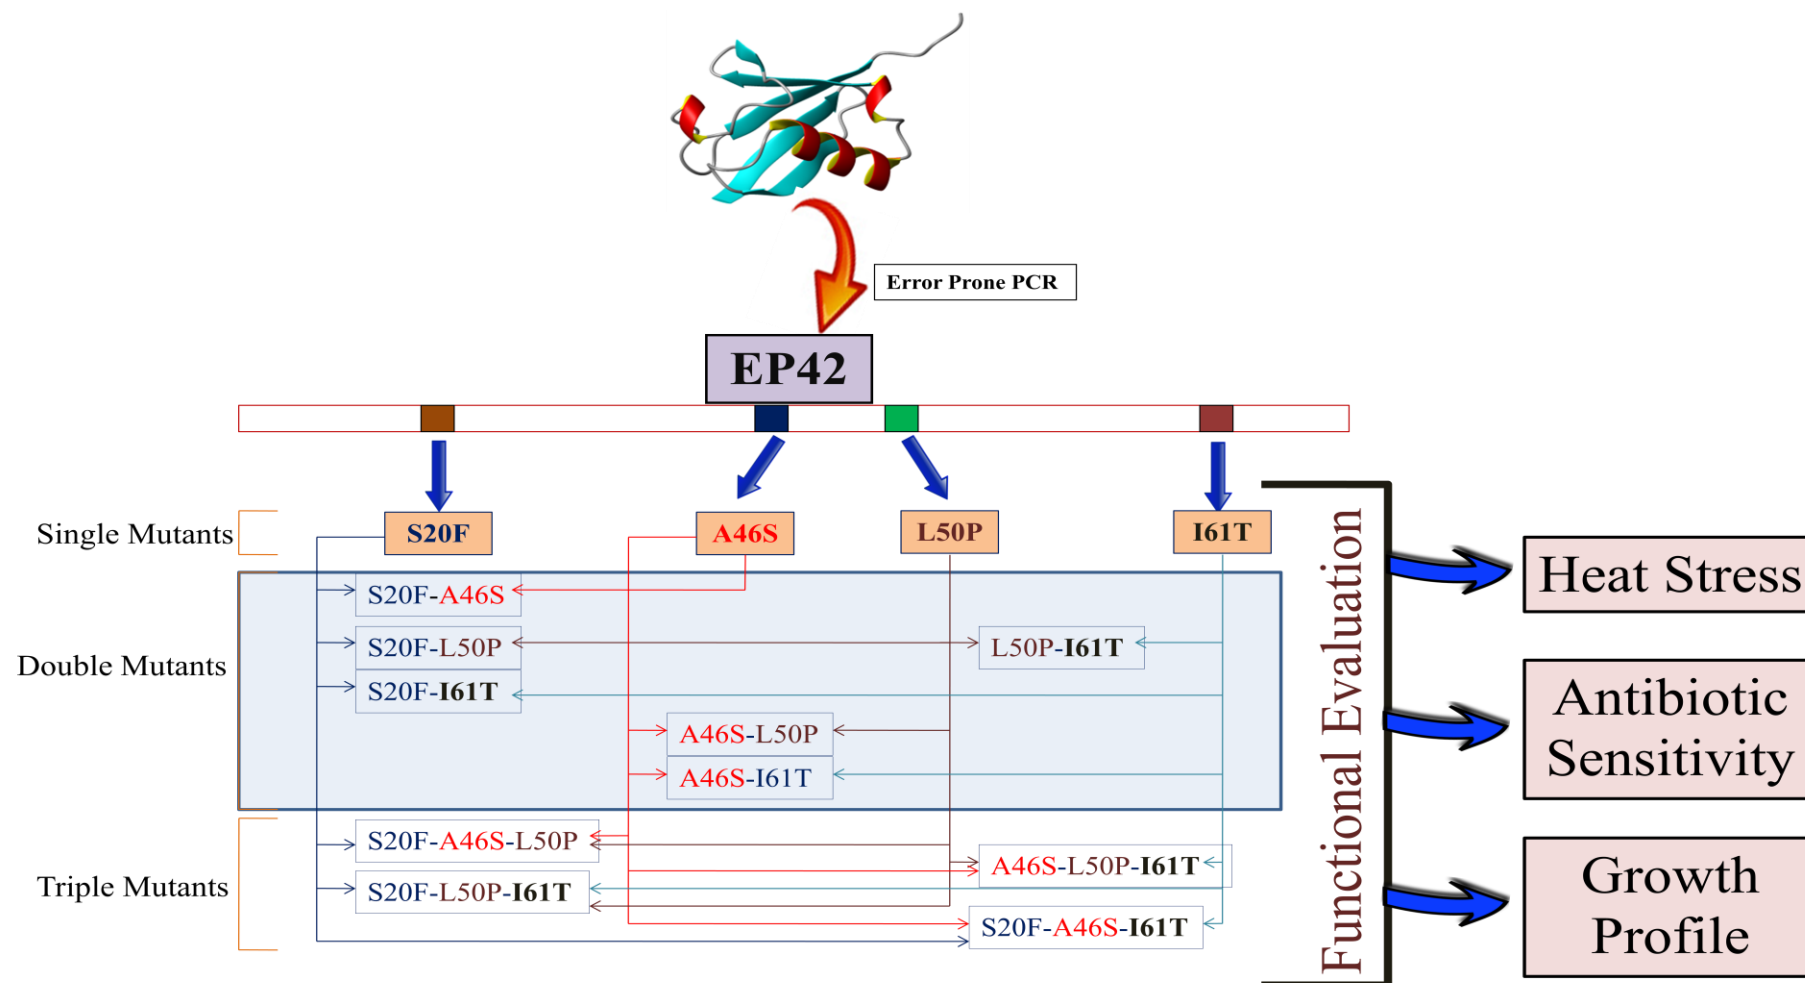 Error Prone PCR
EP42
Single Mutants
S20F
A46S
L50P
I61T
Double Mutants
S20F-A46S
S20F-L50P
L50P-I61T
S20F-I61T
A46S-L50P
A46S-I61T
Triple Mutants
S20F-A46S-L50P
A46S-L50P-I61T
S20F-L50P-I61T
S20F-A46S-I61T
Functional Evaluation
Heat Stress
Antibiotic
Sensitivity
Growth
Profile